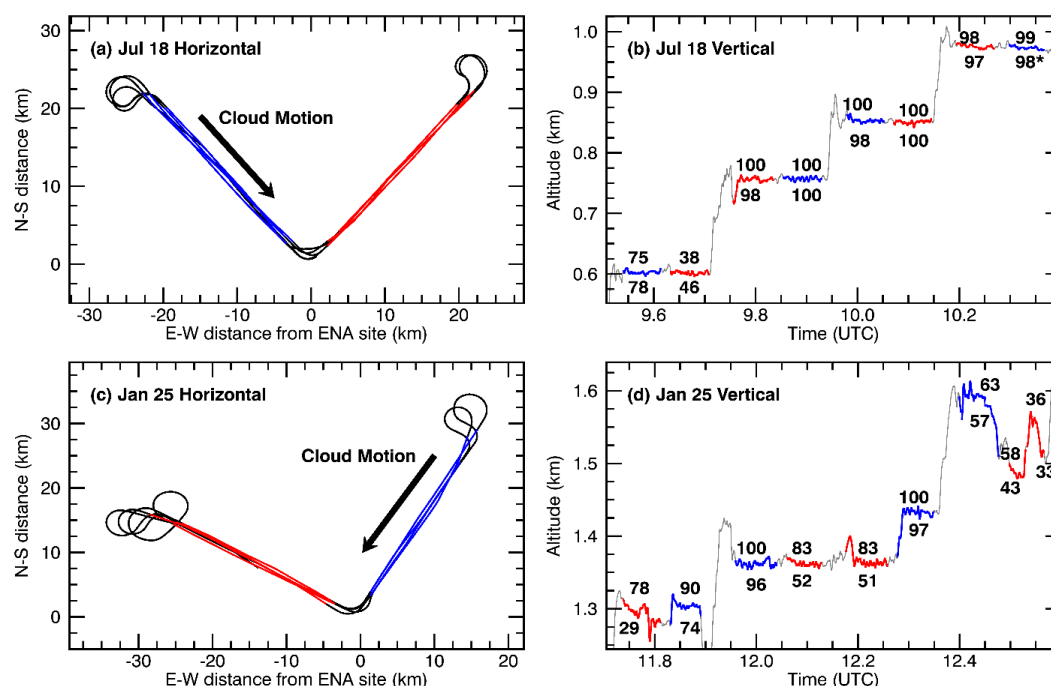 (a) Jul 18 Horizontal
Cloud Motion
30
20
10
0
N-S distance (km)
-30 -20 -10 0 10 20
E-W distance from ENA site (km)
(b) Jul 18 Vertical
1.0
0.9
0.8
0.7
0.6
Altitude (km)
75 78
38 46
100 98
100 100
100 98
100 100
98 97
99 98*
9.6 9.8 10.0 10.2
Time (UTC)
(c) Jan 25 Horizontal
Cloud Motion
30
20
10
0
N-S distance (km)
-30 -20 -10 0 10 20
E-W distance from ENA site (km)
(d) Jan 25 Vertical
1.6
1.5
1.4
1.3
Altitude (km)
78 29
90 74
100 96
83 52
83 51
100 97
63 57
58 43
36 33
11.8 12.0 12.2 12.4
Time (UTC)